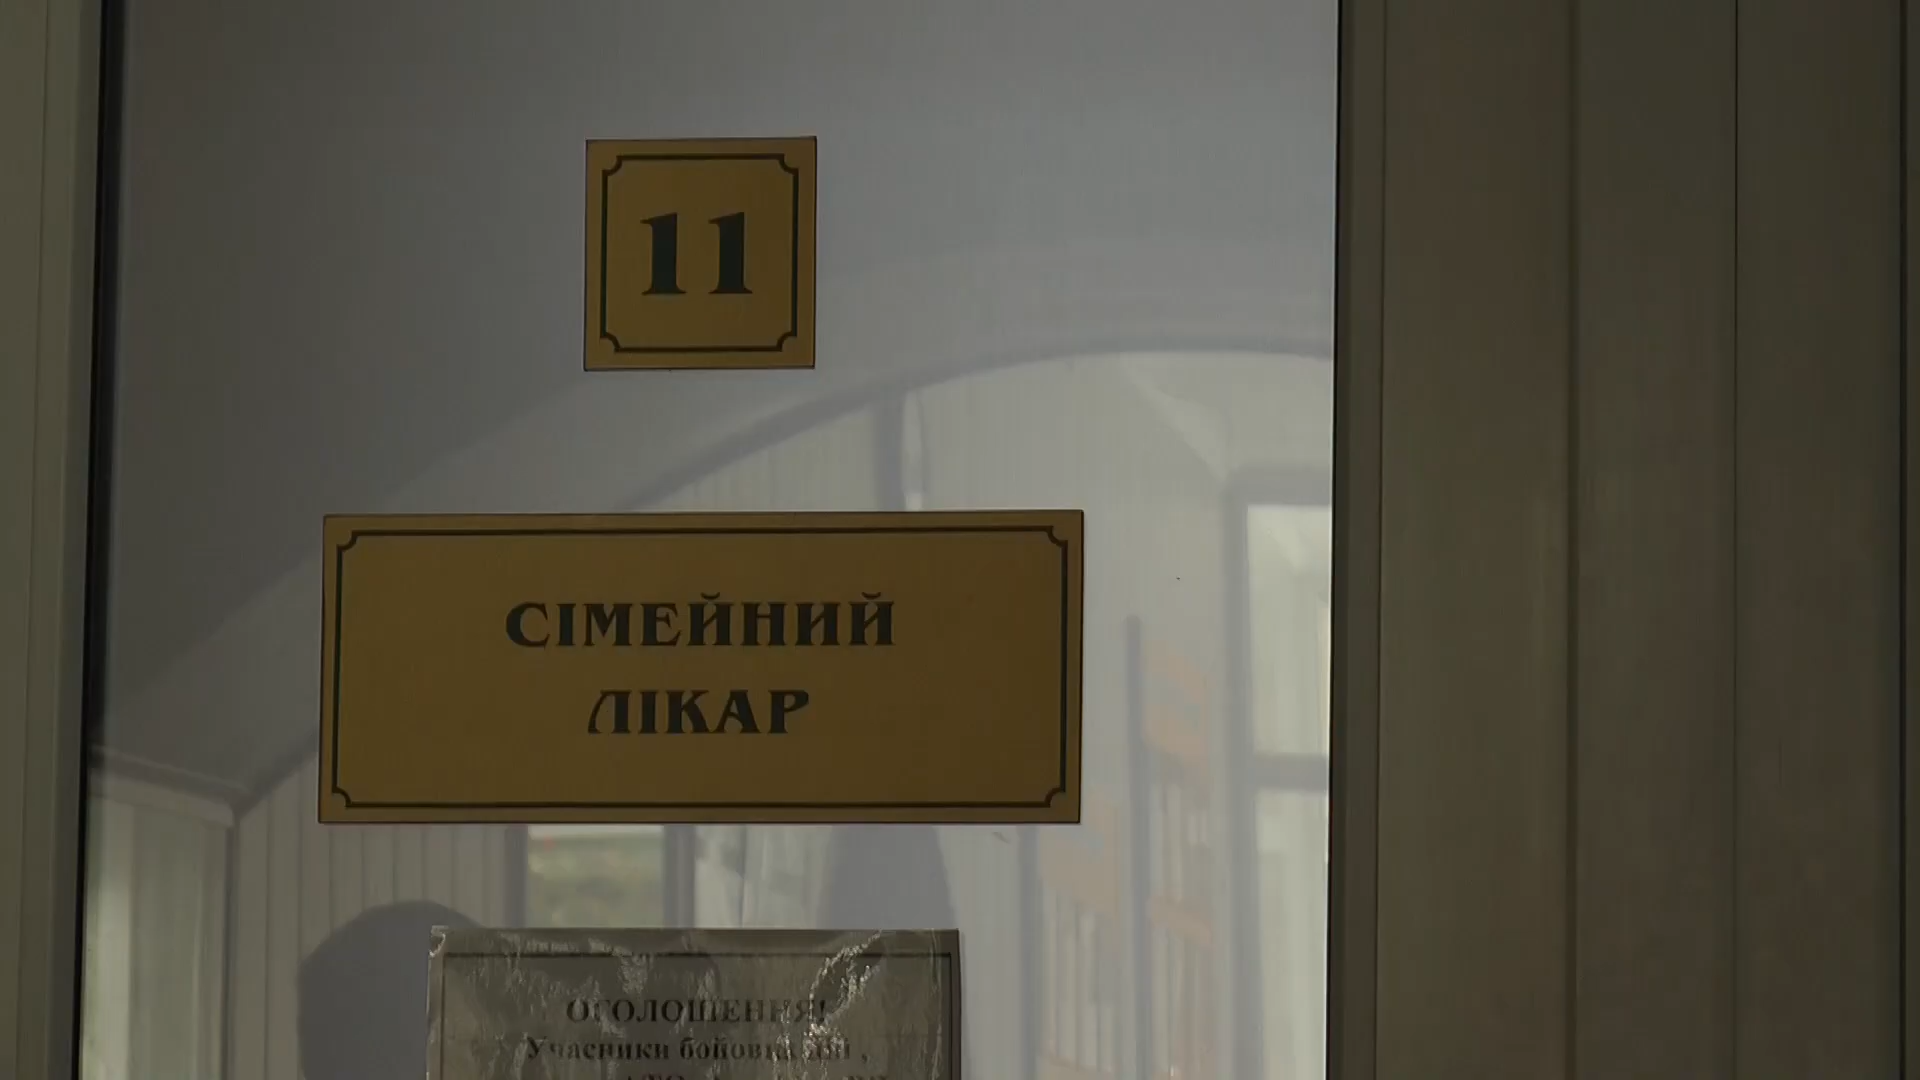 11
СІМЕЙНИЙ
ЛІКАР
ОГОЛОШЕННЯ!
Учасники бойових дій ,